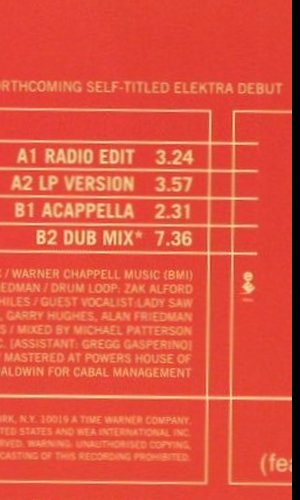 ORTHCOMING SELF-TITLED ELEKTRA DEBUT
A1 RADIO EDIT 3.24
A2 LP VERSION 3.57
B1 ACAPPELLA 2.31
B2 DUB MIX* 7.36
/ WARNER CHAPPELL MUSIC (BMI)
EDMAN / DRUM LOOP: ZAK ALFORD
HILES / GUEST VOCALIST:LADY SAW
, GARRY HUGHES, ALAN FRIEDMAN
S / MIXED BY MICHAEL PATTERSON
C. [ASSISTANT: GREGG GASPERINO]
MASTERED AT POWERS HOUSE OF
ALDWIN FOR CABAL MANAGEMENT
RK, N.Y. 10019 A TIME WARNER COMPANY.
TED STATES AND WEA INTERNATIONAL INC.
RVED. WARNING: UNAUTHORISED COPYING,
CASTING OF THIS RECORDING PROHIBITED.
(fea